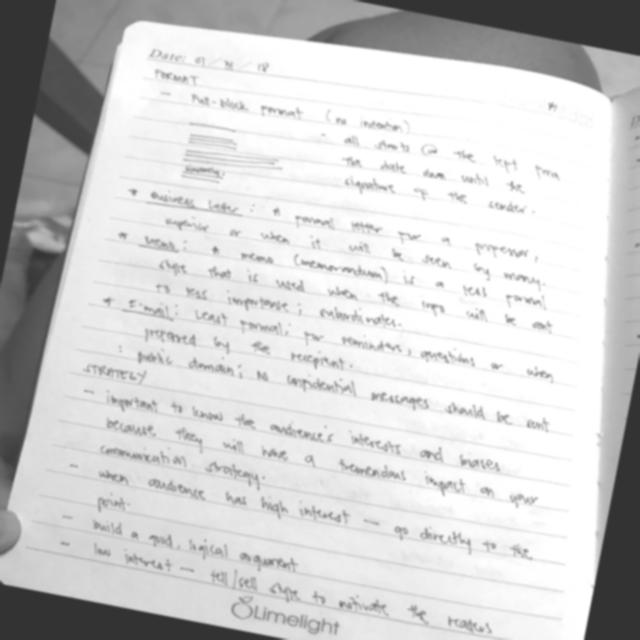 Date: 01 / 31 / 18
FORMAT
- Full-block format (no indention)
- all starts @ the left from
the date down until the
signature of the sender.
* Business Letter : A formal letter for a professor,
superior or when it will be seen by many.
* Memo : A memo (memorandum) is a less formal
style that is used when the copy will be sent
to less importance ; subordinates.
* E-mail : Least formal; for reminders, questions or when
prepared by the recipient.
: public domain; no confidential messages should be sent
STRATEGY
- important to know the audience's interests and biases
because they will have a tremendous impact on your
communication strategy.
- when audience has high interest — go directly to the
point.
- build a good, logical argument
- low interest — tell/sell style to motivate the readers
Limelight